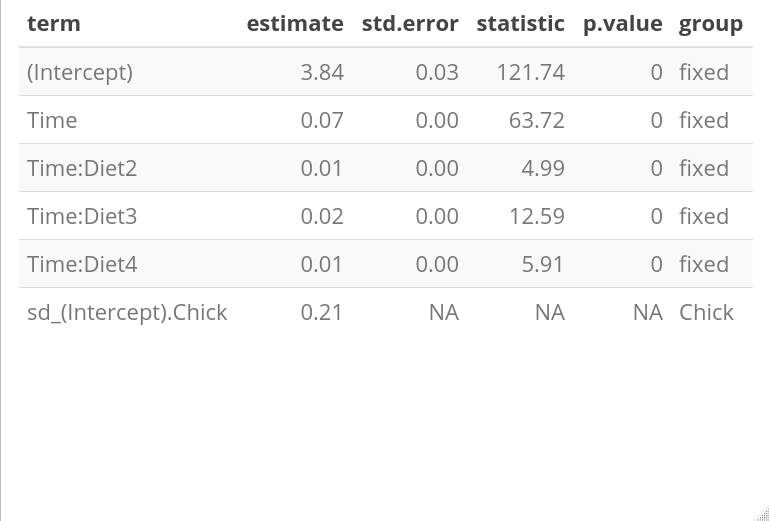 term estimate std.error statistic p.value group
(Intercept) 3.84 0.03 121.74 0 fixed
Time 0.07 0.00 63.72 0 fixed
Time:Diet2 0.01 0.00 4.99 0 fixed
Time:Diet3 0.02 0.00 12.59 0 fixed
Time:Diet4 0.01 0.00 5.91 0 fixed
sd_(Intercept).Chick 0.21 NA NA NA Chick